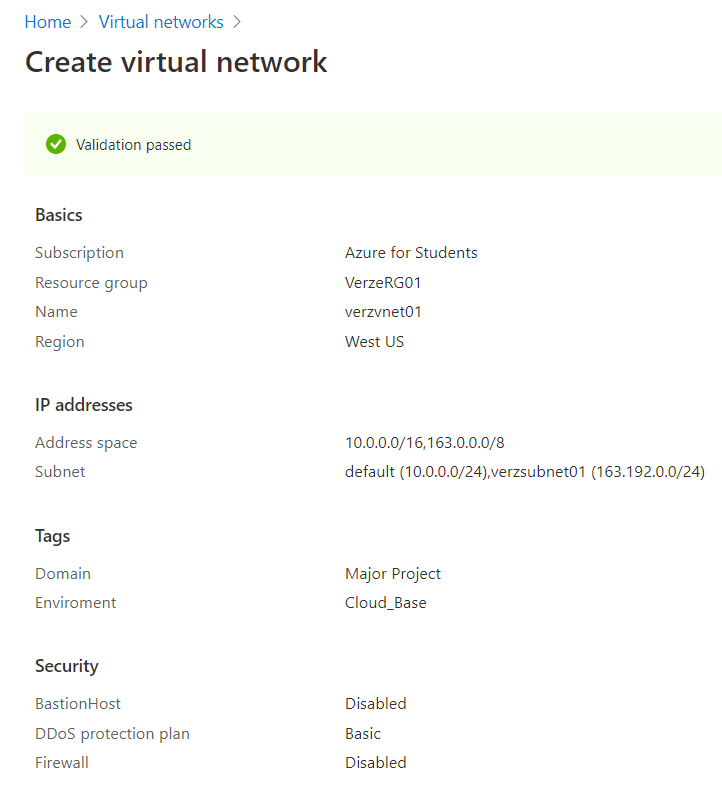 Home > Virtual networks >
Create virtual network
Validation passed
Basics
Subscription Azure for Students
Resource group VerzeRG01
Name verzvnet01
Region West US
IP addresses
Address space 10.0.0.0/16,163.0.0.0/8
Subnet default (10.0.0.0/24),verzsubnet01 (163.192.0.0/24)
Tags
Domain Major Project
Enviroment Cloud_Base
Security
BastionHost Disabled
DDoS protection plan Basic
Firewall Disabled